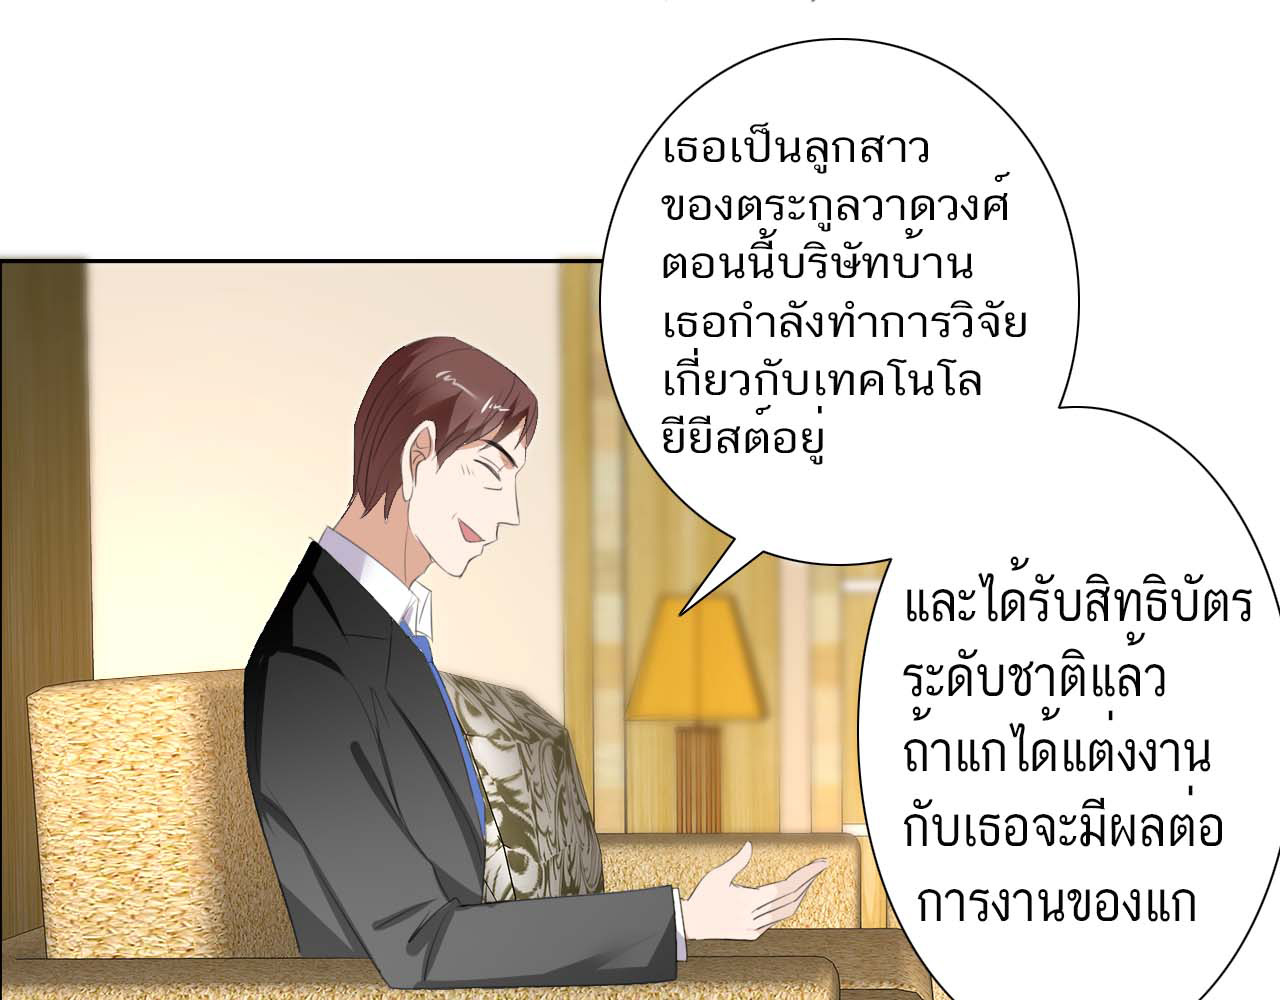 เธอเป็นลูกสาว
ของตระกูลวาดวงศ์
ตอนนี้บริษัทบ้าน
เธอกำลังทำการวิจัย
เกี่ยวกับเทคโนโล
ยียีสต์อยู่
และได้รับสิทธิบัตร
ระดับชาติแล้ว
ถ้าแกได้แต่งงาน
กับเธอจะมีผลต่อ
การงานของแก